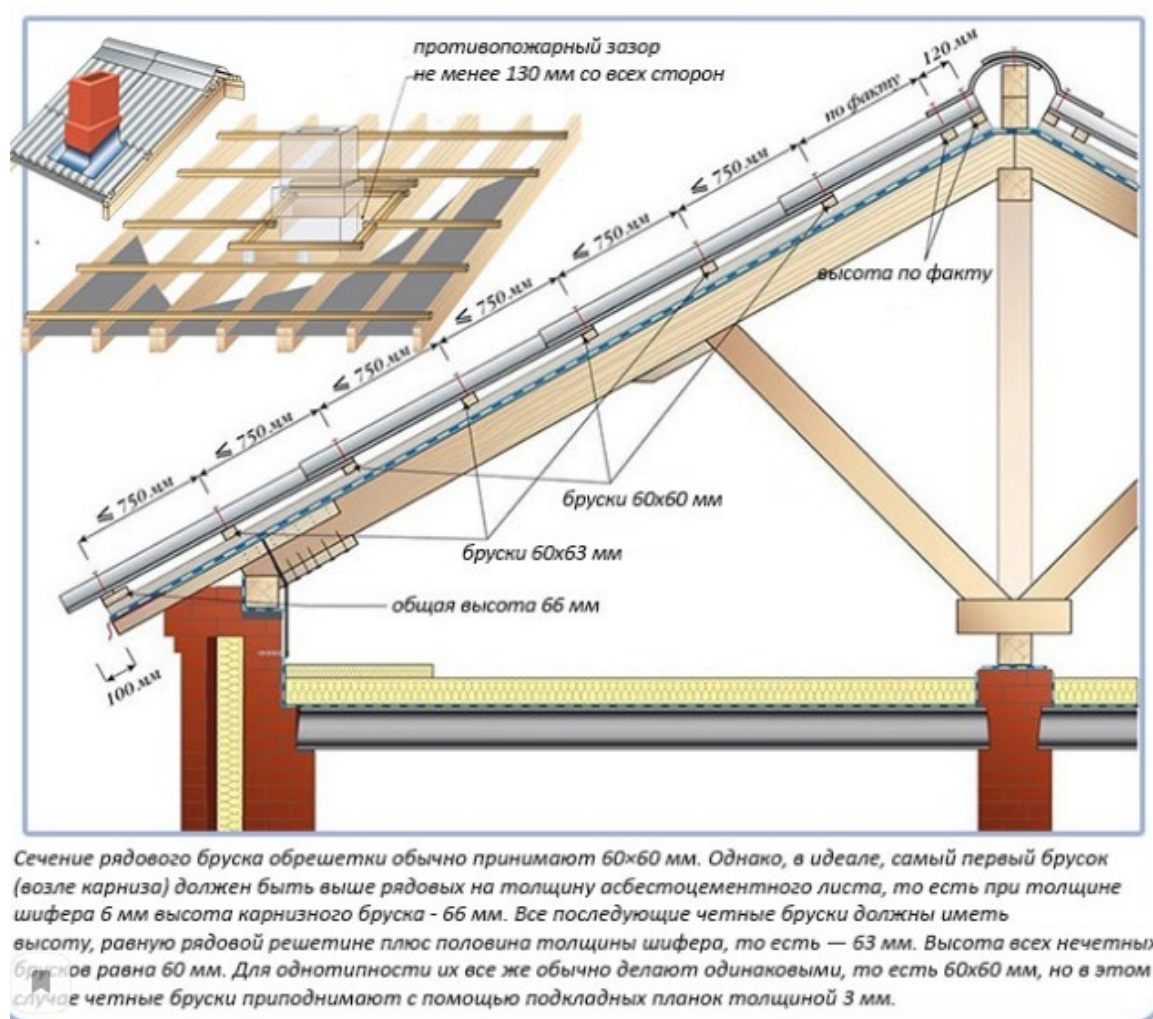 противопожарный зазор
не менее 130 мм со всех сторон
120 мм
по факту
≤ 750 мм
≤ 750 мм
≤ 750 мм
≤ 750 мм
≤ 750 мм
≤ 750 мм
высота по факту
бруски 60х60 мм
бруски 60х63 мм
общая высота 66 мм
100 мм
Сечение рядового бруска обрешетки обычно принимают 60×60 мм. Однако, в идеале, самый первый брусок
(возле карниза) должен быть выше рядовых на толщину асбестоцементного листа, то есть при толщине
шифера 6 мм высота карнизного бруска - 66 мм. Все последующие четные бруски должны иметь
высоту, равную рядовой решетине плюс половина толщины шифера, то есть — 63 мм. Высота всех нечетных
брусков равна 60 мм. Для однотипности их все же обычно делают одинаковыми, то есть 60х60 мм, но в этом
случае четные бруски приподнимают с помощью подкладных планок толщиной 3 мм.